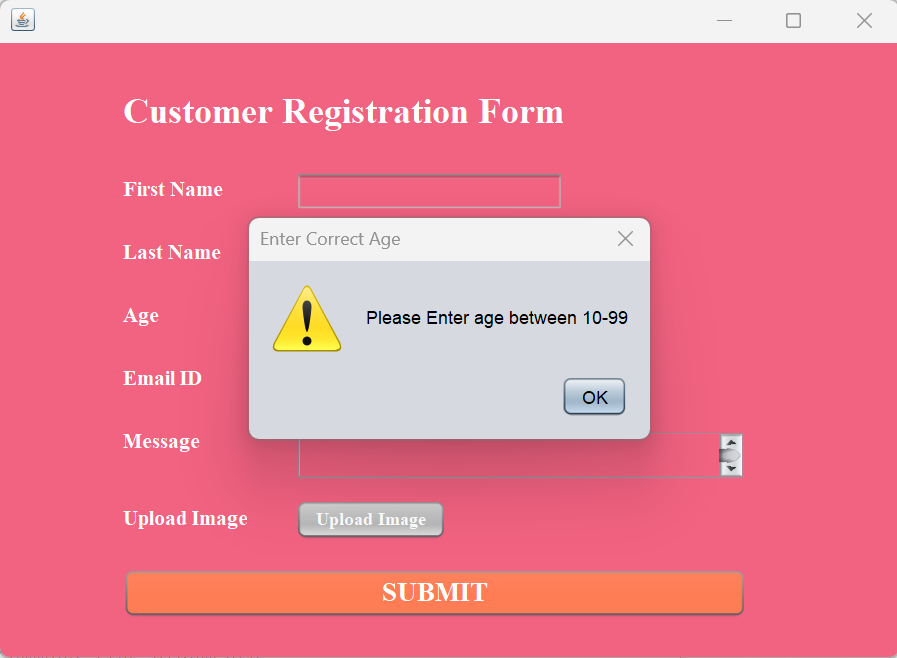 Customer Registration Form
First Name
Enter Correct Age
Last Name
Please Enter age between 10-99
Age
Email ID
OK
Message
Upload Image Upload Image
SUBMIT